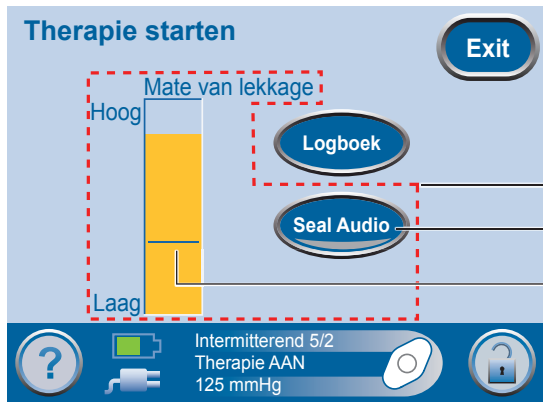 Therapie starten
Exit
Mate van lekkage
Hoog
Logboek
Seal Audio
Laag
?
Intermitterend 5/2
Therapie AAN
125 mmHg